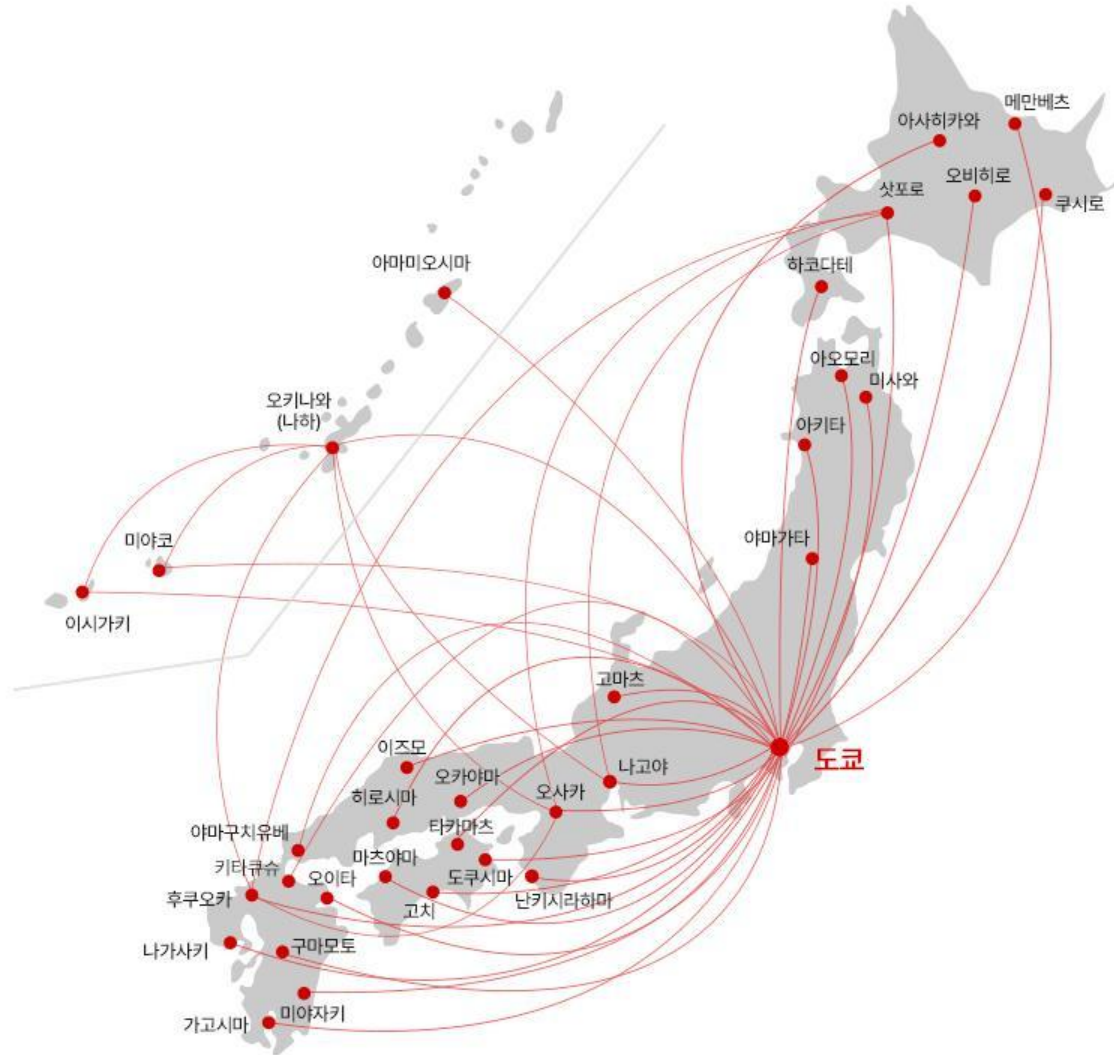 메만베츠
아사히카와
오비히로
삿포로
쿠시로
아마미오시마
하코다테
아오모리
미사와
오키나와
(나하)
아키타
미야코
야마가타
이시가키
고마츠
이즈모
도쿄
오카야마
나고야
히로시마
오사카
타카마츠
야마구치유베
마츠야마
키타큐슈
오이타
도쿠시마
난키시라하마
후쿠오카
고치
나가사키
구마모토
미야자키
가고시마